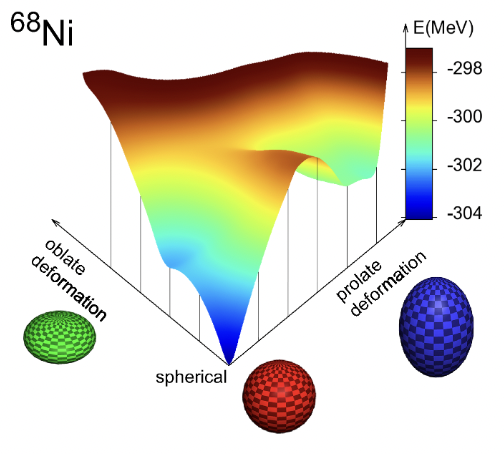 ⁶⁸Ni
E(MeV)
-298
-300
-302
-304
oblate
deformation
prolate
deformation
spherical